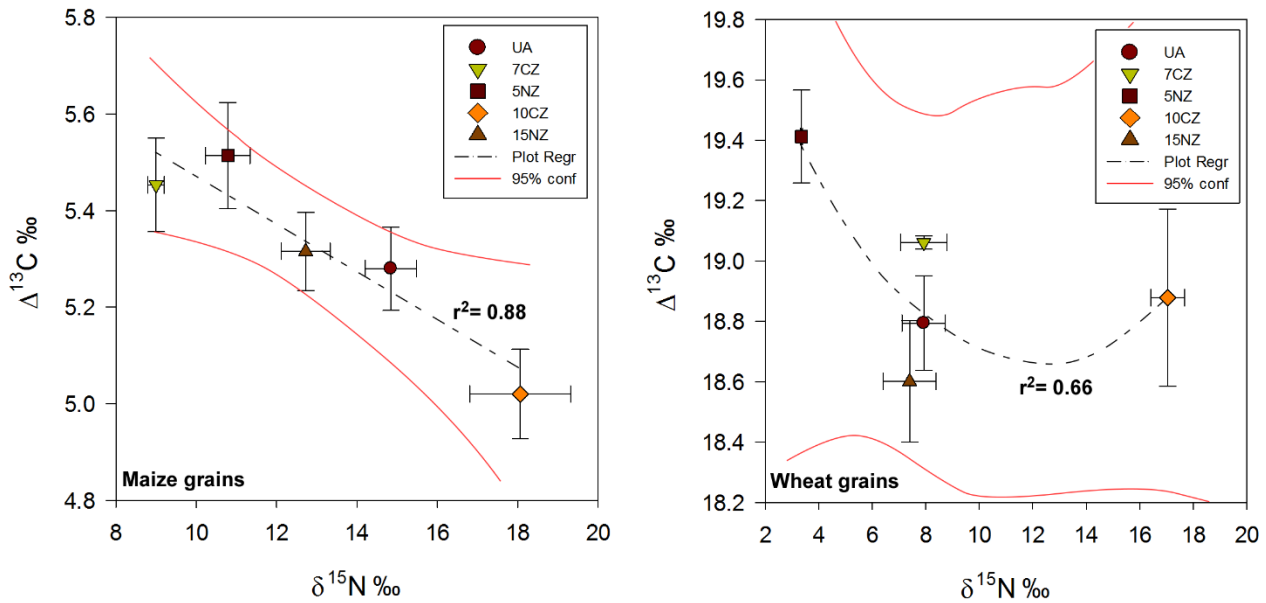 5.8
5.6
5.4
5.2
5.0
4.8
Δ13C ‰
UA
7CZ
5NZ
10CZ
15NZ
Plot Regr
95% conf
r2= 0.88
Maize grains
8 10 12 14 16 18 20
δ15N ‰
19.8
19.6
19.4
19.2
19.0
18.8
18.6
18.4
18.2
Δ13C ‰
UA
7CZ
5NZ
10CZ
15NZ
Plot Regr
95% conf
r2= 0.66
Wheat grains
2 4 6 8 10 12 14 16 18 20
δ15N ‰